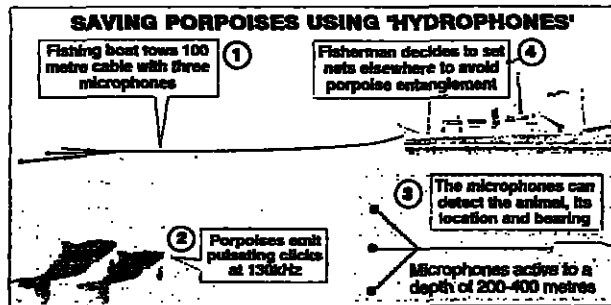 SAVING PORPOISES USING 'HYDROPHONES'
Fishing boat tows 100
metre cable with three
microphones
1
Fisherman decides to set
nets elsewhere to avoid
porpoise entanglement
4
2
Porpoises emit
pulsating clicks
at 130kHz
3
The microphones can
detect the animal, its
location and bearing
Microphones active to a
depth of 200-400 metres